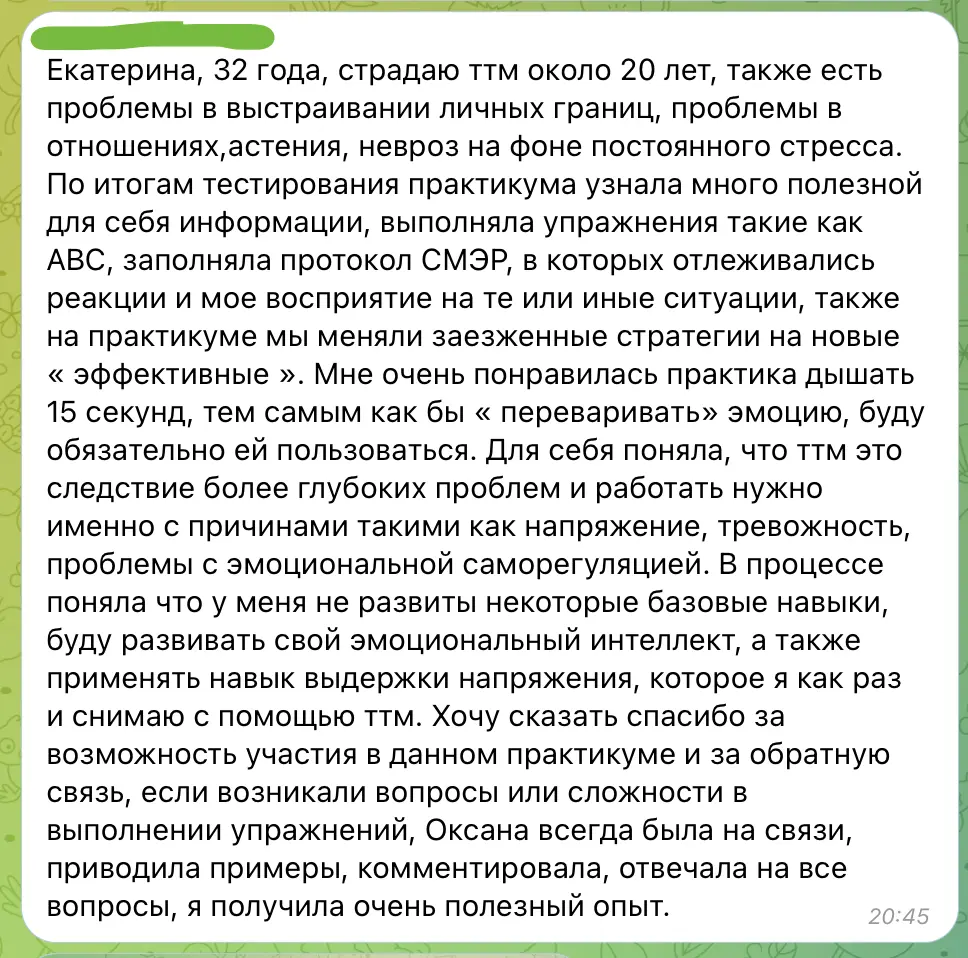 Екатерина, 32 года, страдаю ттм около 20 лет, также есть
проблемы в выстраивании личных границ, проблемы в
отношениях,астения, невроз на фоне постоянного стресса.
По итогам тестирования практикума узнала много полезной
для себя информации, выполняла упражнения такие как
АВС, заполняла протокол СМЭР, в которых отлеживались
реакции и мое восприятие на те или иные ситуации, также
на практикуме мы меняли заезженные стратегии на новые
« эффективные ». Мне очень понравилась практика дышать
15 секунд, тем самым как бы « переваривать» эмоцию, буду
обязательно ей пользоваться. Для себя поняла, что ттм это
следствие более глубоких проблем и работать нужно
именно с причинами такими как напряжение, тревожность,
проблемы с эмоциональной саморегуляцией. В процессе
поняла что у меня не развиты некоторые базовые навыки,
буду развивать свой эмоциональный интеллект, а также
применять навык выдержки напряжения, которое я как раз
и снимаю с помощью ттм. Хочу сказать спасибо за
возможность участия в данном практикуме и за обратную
связь, если возникали вопросы или сложности в
выполнении упражнений, Оксана всегда была на связи,
приводила примеры, комментировала, отвечала на все
вопросы, я получила очень полезный опыт.
20:45